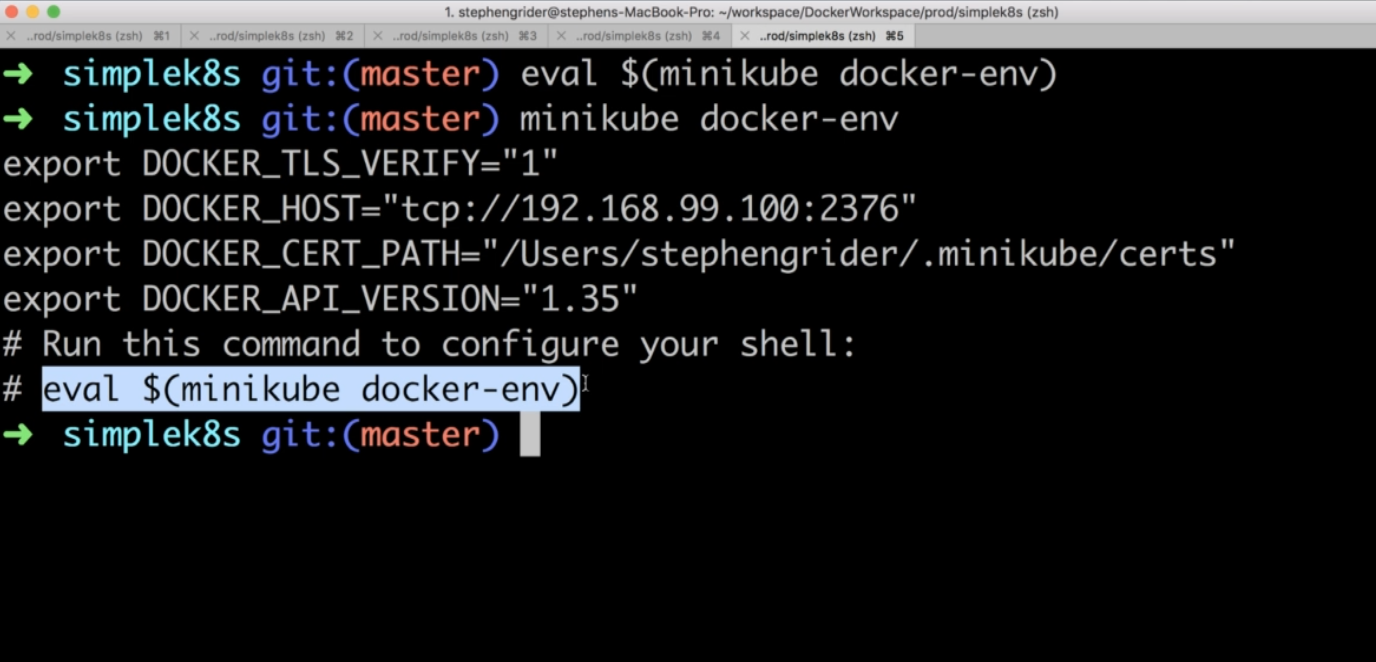 1. stephengrider@stephens-MacBook-Pro: ~/workspace/DockerWorkspace/prod/simplek8s (zsh)
× ..rod/simplek8s (zsh) ⌘1 × ..rod/simplek8s (zsh) ⌘2 × ..rod/simplek8s (zsh) ⌘3 × ..rod/simplek8s (zsh) ⌘4 × ..rod/simplek8s (zsh) ⌘5
➜ simplek8s git:(master) eval $(minikube docker-env)
➜ simplek8s git:(master) minikube docker-env
export DOCKER_TLS_VERIFY="1"
export DOCKER_HOST="tcp://192.168.99.100:2376"
export DOCKER_CERT_PATH="/Users/stephengrider/.minikube/certs"
export DOCKER_API_VERSION="1.35"
# Run this command to configure your shell:
# eval $(minikube docker-env)
➜ simplek8s git:(master)